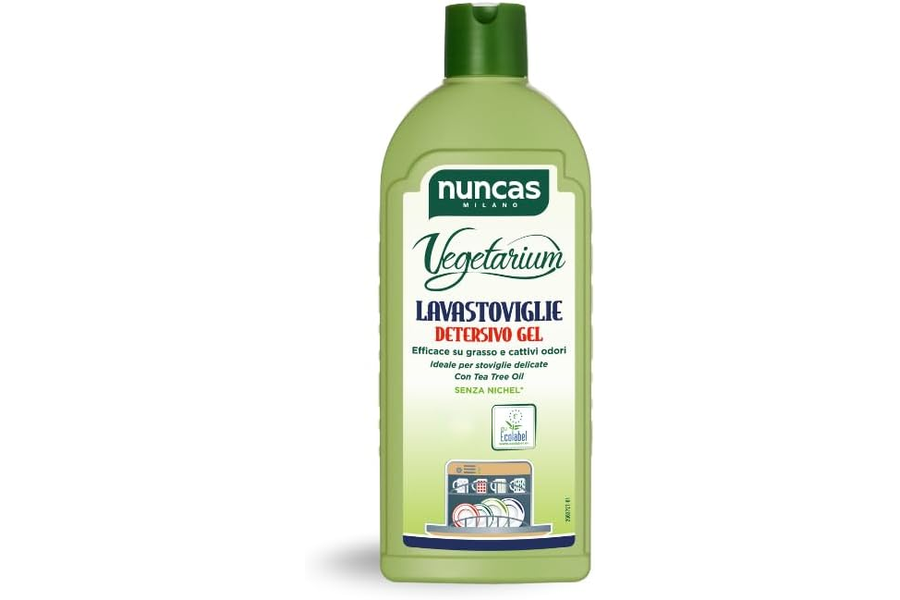 nuncas
MILANO
Vegetarium
LAVASTOVIGLIE
DETERSIVO GEL
Efficace su grasso e cattivi odori
Ideale per stoviglie delicate
Con Tea Tree Oil
SENZA NICHEL*
Ecolabel